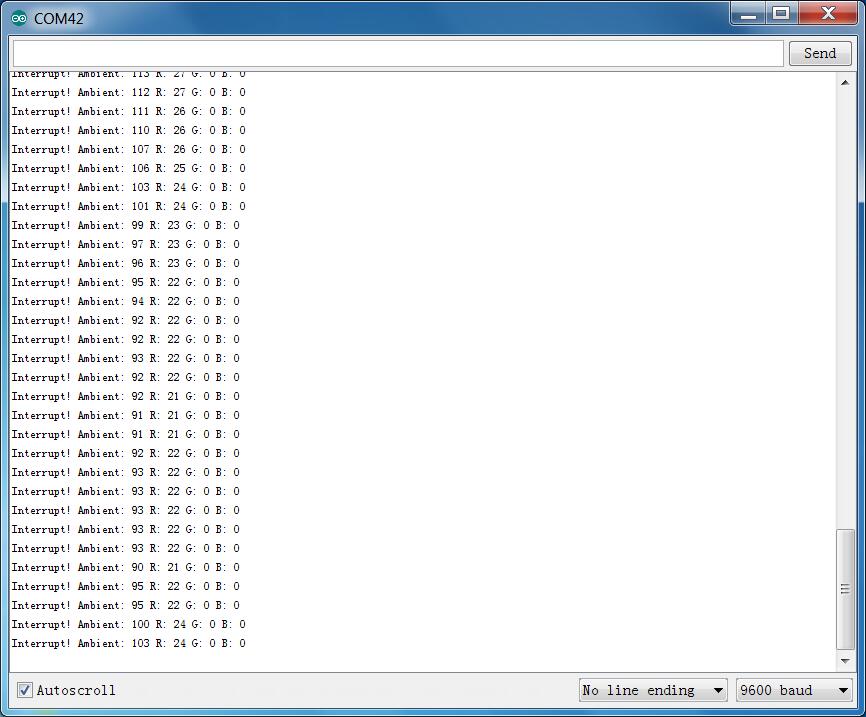 COM42
Send
Interrupt! Ambient: 113 R: 27 G: 0 B: 0
Interrupt! Ambient: 112 R: 27 G: 0 B: 0
Interrupt! Ambient: 111 R: 26 G: 0 B: 0
Interrupt! Ambient: 110 R: 26 G: 0 B: 0
Interrupt! Ambient: 107 R: 26 G: 0 B: 0
Interrupt! Ambient: 106 R: 25 G: 0 B: 0
Interrupt! Ambient: 103 R: 24 G: 0 B: 0
Interrupt! Ambient: 101 R: 24 G: 0 B: 0
Interrupt! Ambient: 99 R: 23 G: 0 B: 0
Interrupt! Ambient: 97 R: 23 G: 0 B: 0
Interrupt! Ambient: 96 R: 23 G: 0 B: 0
Interrupt! Ambient: 95 R: 22 G: 0 B: 0
Interrupt! Ambient: 94 R: 22 G: 0 B: 0
Interrupt! Ambient: 92 R: 22 G: 0 B: 0
Interrupt! Ambient: 92 R: 22 G: 0 B: 0
Interrupt! Ambient: 93 R: 22 G: 0 B: 0
Interrupt! Ambient: 92 R: 22 G: 0 B: 0
Interrupt! Ambient: 92 R: 21 G: 0 B: 0
Interrupt! Ambient: 91 R: 21 G: 0 B: 0
Interrupt! Ambient: 91 R: 21 G: 0 B: 0
Interrupt! Ambient: 92 R: 22 G: 0 B: 0
Interrupt! Ambient: 93 R: 22 G: 0 B: 0
Interrupt! Ambient: 93 R: 22 G: 0 B: 0
Interrupt! Ambient: 93 R: 22 G: 0 B: 0
Interrupt! Ambient: 93 R: 22 G: 0 B: 0
Interrupt! Ambient: 93 R: 22 G: 0 B: 0
Interrupt! Ambient: 90 R: 21 G: 0 B: 0
Interrupt! Ambient: 95 R: 22 G: 0 B: 0
Interrupt! Ambient: 95 R: 22 G: 0 B: 0
Interrupt! Ambient: 100 R: 24 G: 0 B: 0
Interrupt! Ambient: 103 R: 24 G: 0 B: 0
Autoscroll
No line ending
9600 baud